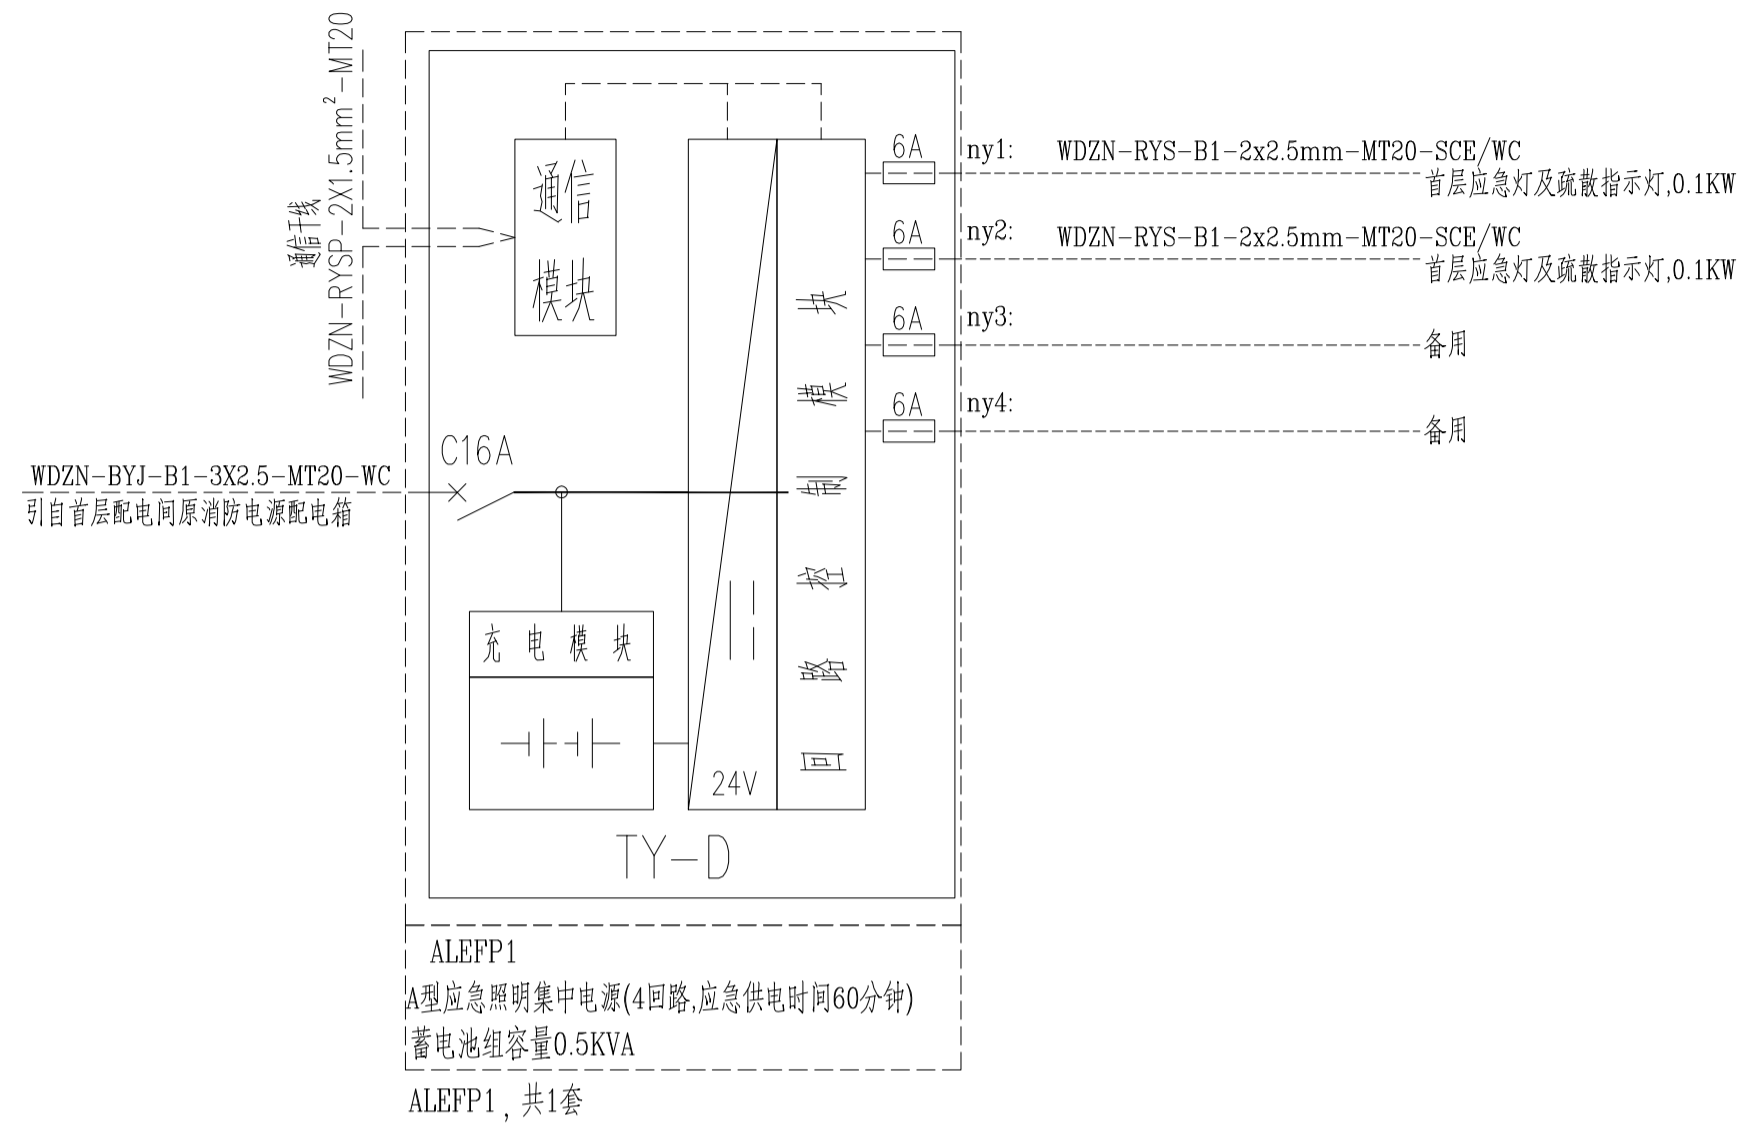 WDZN-RYSP-2X1.5mm²-MT20
通信干线
通信
模块
6A
ny1:
WDZN-RYS-B1-2x2.5mm-MT20-SCE/WC
首层应急灯及疏散指示灯,0.1KW
6A
ny2:
WDZN-RYS-B1-2x2.5mm-MT20-SCE/WC
首层应急灯及疏散指示灯,0.1KW
6A
ny3:
备用
6A
ny4:
备用
C16A
WDZN-BYJ-B1-3X2.5-MT20-WC
引自首层配电间原消防电源配电箱
回路控制模块
充电模块
24V
TY-D
ALEFP1
A型应急照明集中电源(4回路,应急供电时间60分钟)
蓄电池组容量0.5KVA
ALEFP1, 共1套